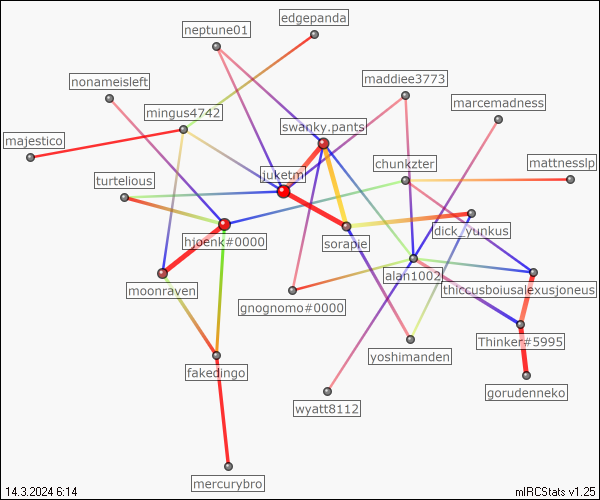 edgepanda
neptune01
maddiee3773
nonameisleft
marcemadness
mingus4742
swanky.pants
majestico
chunkzter
mattnesslp
juketm
turtelious
dick_yunkus
hjoenk#0000
sorapie
alan1002
moonraven
thiccusboiusalexusjoneus
gnognomo#0000
Thinker#5995
yoshimanden
fakedingo
gorudenneko
wyatt8112
mercurybro
14.3.2024 6:14
mIRCStats v1.25